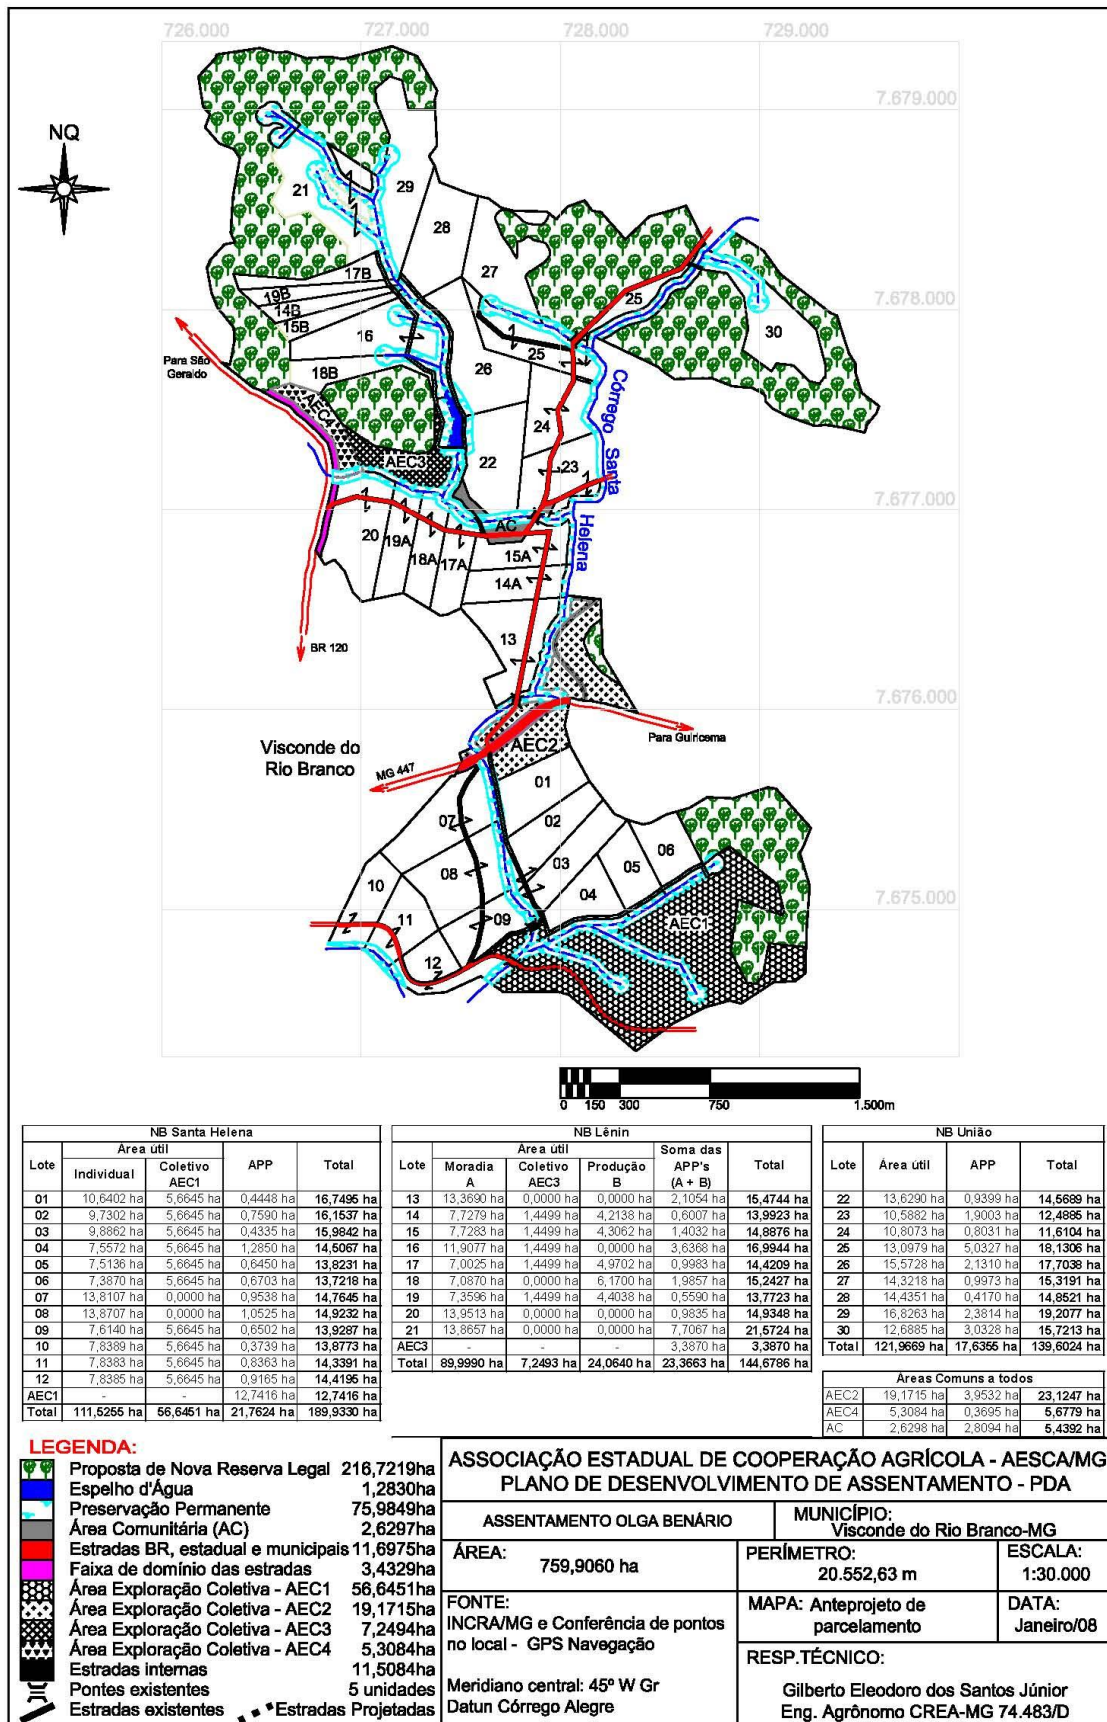 726.000 727.000 728.000 729.000
7.679.000
NQ
21
29
28
27
17B
19B
14B
15B
16
18B
25
30
7.678.000
Para São
Geraldo
25
26
AEC4
AEC3
22
24
23
Córrego Santa Helena
7.677.000
AC
20
19A
18A
17A
15A
14A
13
BR 120
7.676.000
Para Guiricema
AEC2
Visconde do
Rio Branco
MG 447
01
07
02
08
03
06
05
04
10
11
09
12
AEC1
7.675.000
0 150 300 750 1.500m
NB Santa Helena
Lote Área útil APP Total
Individual Coletivo AEC1
01 10,6402 ha 5,6645 ha 0,4448 ha 16,7495 ha
02 9,7302 ha 5,6645 ha 0,7590 ha 16,1537 ha
03 9,8862 ha 5,6645 ha 0,4335 ha 15,9842 ha
04 7,5572 ha 5,6645 ha 1,2850 ha 14,5067 ha
05 7,5136 ha 5,6645 ha 0,6450 ha 13,8231 ha
06 7,3870 ha 5,6645 ha 0,6703 ha 13,7218 ha
07 13,8107 ha 0,0000 ha 0,9538 ha 14,7645 ha
08 13,8707 ha 0,0000 ha 1,0525 ha 14,9232 ha
09 7,6140 ha 5,6645 ha 0,6502 ha 13,9287 ha
10 7,8389 ha 5,6645 ha 0,3739 ha 13,8773 ha
11 7,8383 ha 5,6645 ha 0,8363 ha 14,3391 ha
12 7,8385 ha 5,6645 ha 0,9165 ha 14,4195 ha
AEC1 - - 12,7416 ha 12,7416 ha
Total 111,5255 ha 56,6451 ha 21,7624 ha 189,9330 ha
NB Lênin
Lote Área útil Soma das APP's (A + B) Total
Moradia A Coletivo AEC3 Produção B
13 13,3690 ha 0,0000 ha 0,0000 ha 2,1054 ha 15,4744 ha
14 7,7279 ha 1,4499 ha 4,2138 ha 0,6007 ha 13,9923 ha
15 7,7283 ha 1,4499 ha 4,3062 ha 1,4032 ha 14,8876 ha
16 11,9077 ha 1,4499 ha 0,0000 ha 3,6368 ha 16,9944 ha
17 7,0025 ha 1,4499 ha 4,9702 ha 0,9983 ha 14,4209 ha
18 7,0870 ha 0,0000 ha 6,1700 ha 1,9857 ha 15,2427 ha
19 7,3596 ha 1,4499 ha 4,4038 ha 0,5590 ha 13,7723 ha
20 13,9513 ha 0,0000 ha 0,0000 ha 0,9835 ha 14,9348 ha
21 13,8657 ha 0,0000 ha 0,0000 ha 7,7067 ha 21,5724 ha
AEC3 - - - 3,3870 ha 3,3870 ha
Total 89,9990 ha 7,2493 ha 24,0640 ha 23,3663 ha 144,6786 ha
NB União
Lote Área útil APP Total
22 13,6290 ha 0,9399 ha 14,5689 ha
23 10,5882 ha 1,9003 ha 12,4885 ha
24 10,8073 ha 0,8031 ha 11,6104 ha
25 13,0979 ha 5,0327 ha 18,1306 ha
26 15,5728 ha 2,1310 ha 17,7038 ha
27 14,3218 ha 0,9973 ha 15,3191 ha
28 14,4351 ha 0,4170 ha 14,8521 ha
29 16,8263 ha 2,3814 ha 19,2077 ha
30 12,6885 ha 3,0328 ha 15,7213 ha
Total 121,9669 ha 17,6355 ha 139,6024 ha
Áreas Comuns a todos
AEC2 19,1715 ha 3,9532 ha 23,1247 ha
AEC4 5,3084 ha 0,3695 ha 5,6779 ha
AC 2,6298 ha 2,8094 ha 5,4392 ha
LEGENDA:
Proposta de Nova Reserva Legal 216,7219ha
Espelho d'Água 1,2830ha
Preservação Permanente 75,9849ha
Área Comunitária (AC) 2,6297ha
Estradas BR, estadual e municipais 11,6975ha
Faixa de domínio das estradas 3,4329ha
Área Exploração Coletiva - AEC1 56,6451ha
Área Exploração Coletiva - AEC2 19,1715ha
Área Exploração Coletiva - AEC3 7,2494ha
Área Exploração Coletiva - AEC4 5,3084ha
Estradas internas 11,5084ha
Pontes existentes 5 unidades
Estradas existentes Estradas Projetadas
ASSOCIAÇÃO ESTADUAL DE COOPERAÇÃO AGRÍCOLA - AESCA/MG
PLANO DE DESENVOLVIMENTO DE ASSENTAMENTO - PDA
ASSENTAMENTO OLGA BENÁRIO
MUNICÍPIO:
Visconde do Rio Branco-MG
ÁREA:
759,9060 ha
PERÍMETRO:
20.552,63 m
ESCALA:
1:30.000
FONTE:
INCRA/MG e Conferência de pontos
no local - GPS Navegação
Meridiano central: 45º W Gr
Datun Córrego Alegre
MAPA: Anteprojeto de
parcelamento
DATA:
Janeiro/08
RESP.TÉCNICO:
Gilberto Eleodoro dos Santos Júnior
Eng. Agrônomo CREA-MG 74.483/D